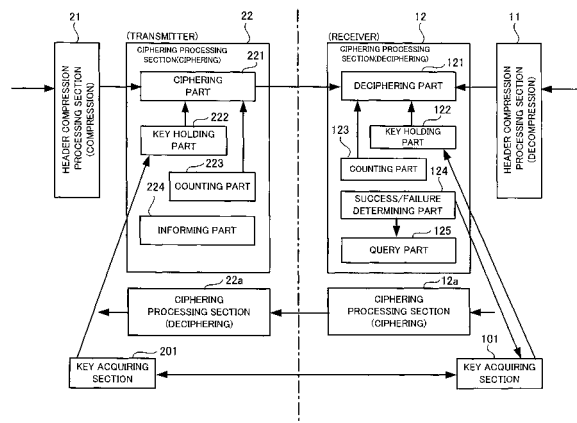 21
(TRANSMITTER)
22
CIPHERING PROCESSING
SECTION(CIPHERING)
221
CIPHERING
PART
222
KEY HOLDING
PART
223
COUNTING PART
224
INFORMING PART
HEADER COMPRESSION
PROCESSING SECTION
(COMPRESSION)
(RECEIVER)
12
CIPHERING PROCESSING
SECTION(DECIPHERING)
121
DECIPHERING PART
122
KEY HOLDING PART
123
COUNTING PART
124
SUCCESS/FAILURE
DETERMINING PART
125
QUERY PART
11
HEADER COMPRESSION
PROCESSING SECTION
(DECOMPRESSION)
22a
CIPHERING
PROCESSING SECTION
(DECIPHERING)
12a
CIPHERING
PROCESSING SECTION
(CIPHERING)
201
KEY ACQUIRING
SECTION
101
KEY ACQUIRING
SECTION